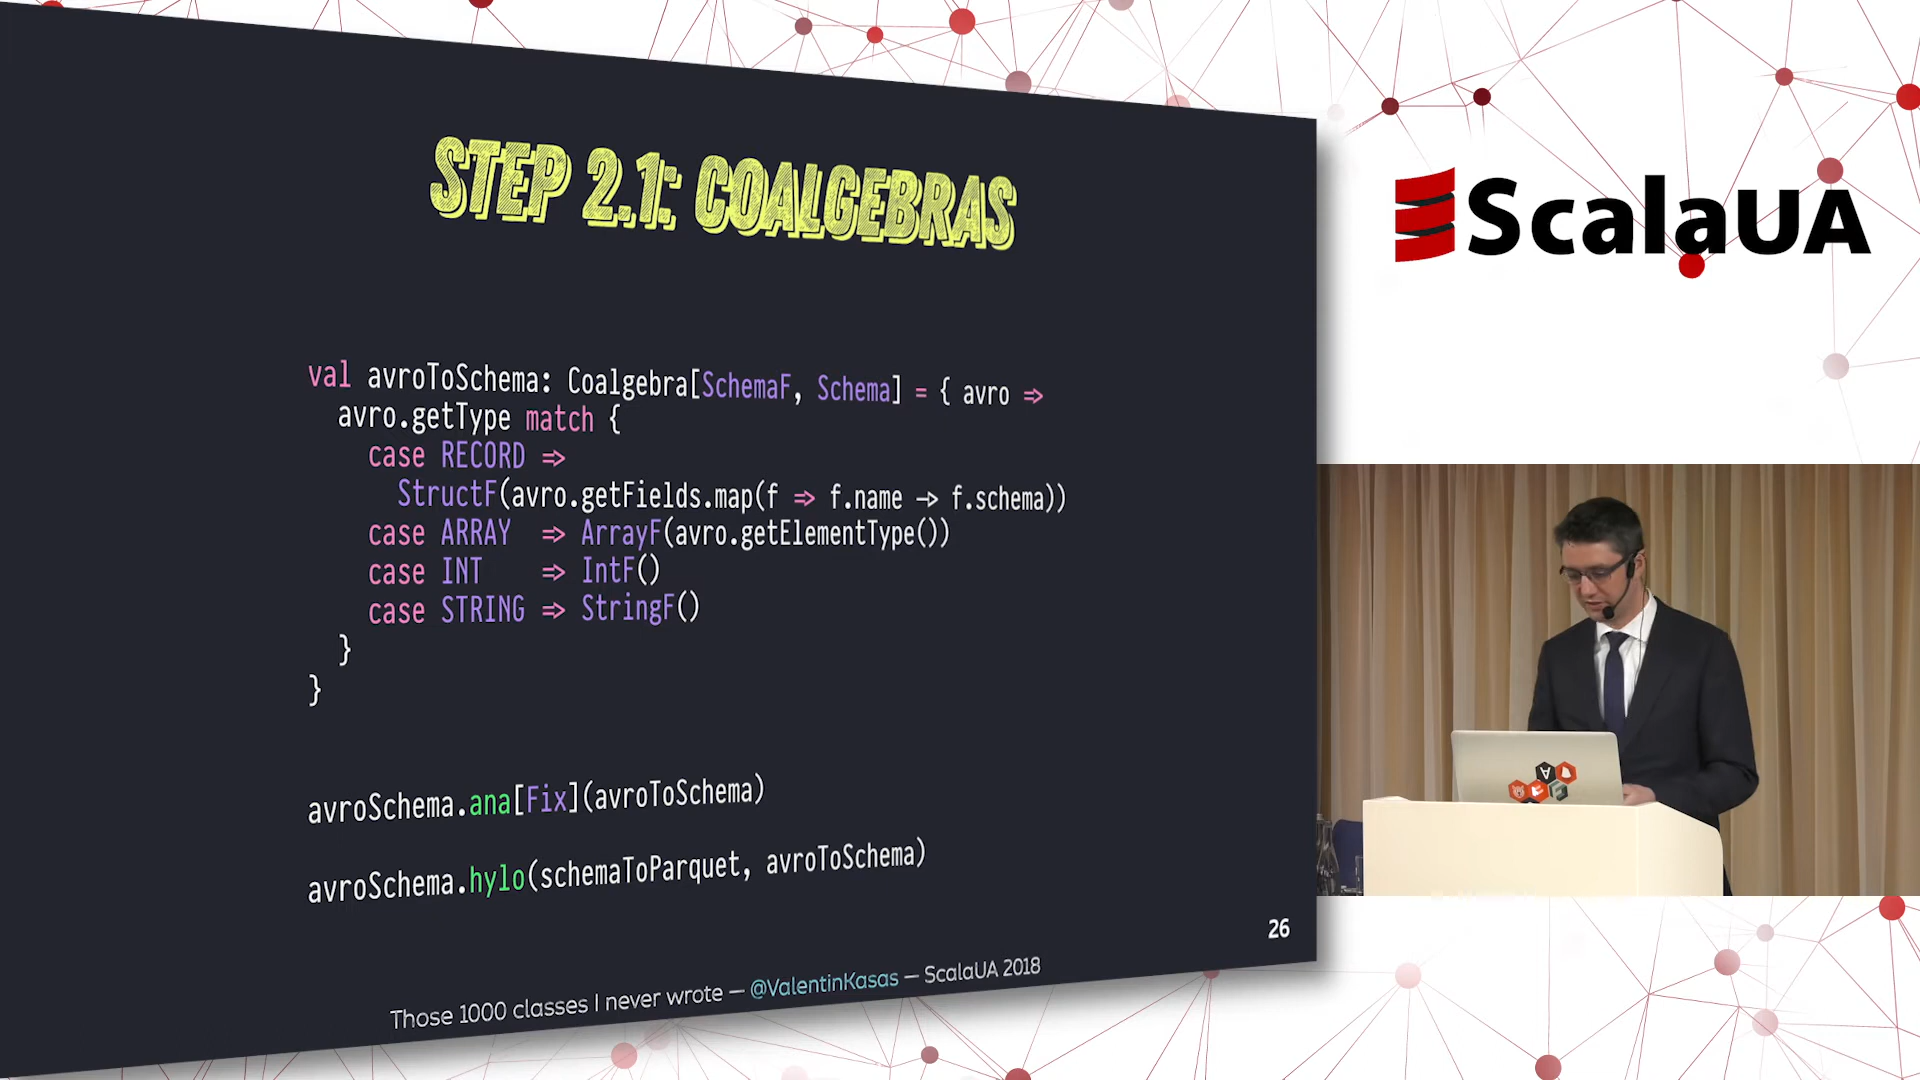 STEP 2.1: COALGEBRAS
val avroToSchema: Coalgebra[SchemaF, Schema] = { avro =>
avro.getType match {
case RECORD =>
StructF(avro.getFields.map(f => f.name -> f.schema))
case ARRAY => ArrayF(avro.getElementType())
case INT => IntF()
case STRING => StringF()
}
}
avroSchema.ana[Fix](avroToSchema)
avroSchema.hylo(schemaToParquet, avroToSchema)
26
Those 1000 classes I never wrote — @ValentinKasas — ScalaUA 2018
ScalaUA